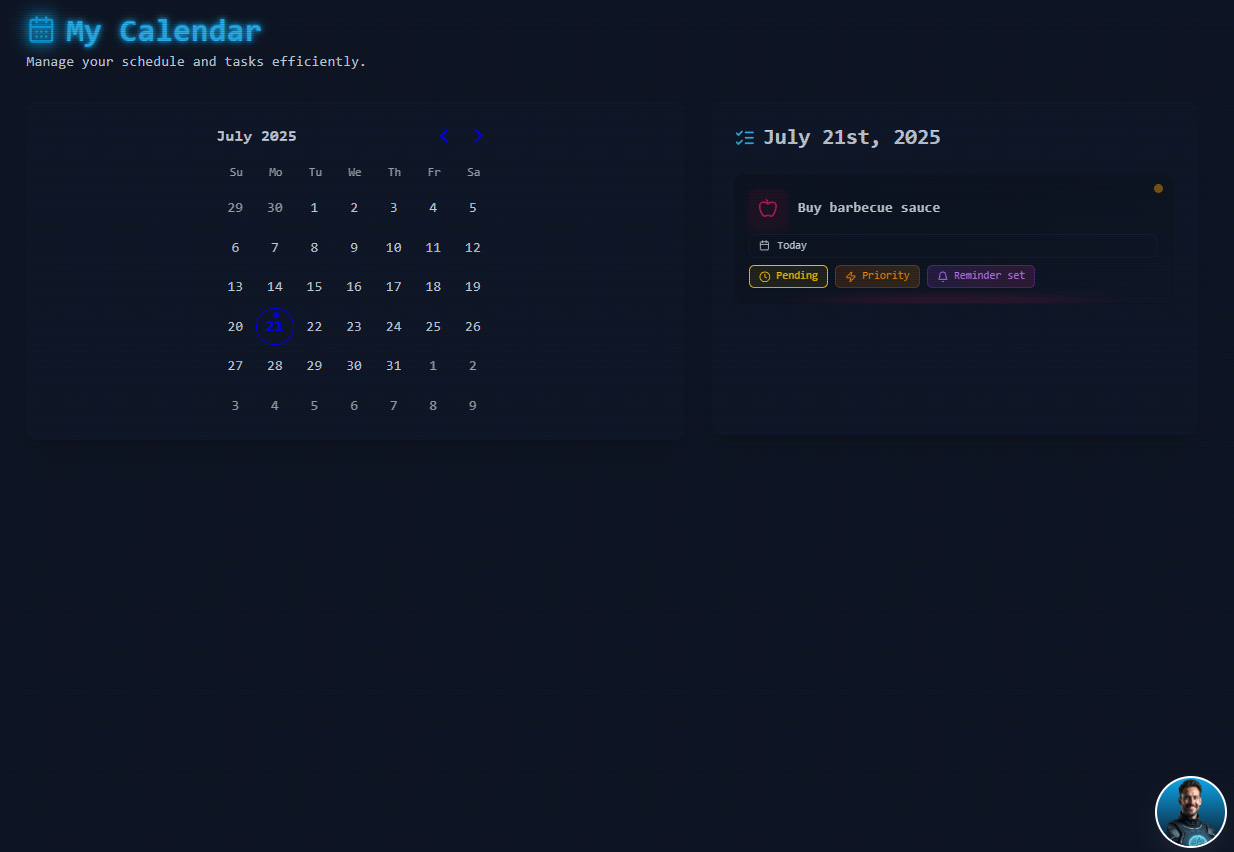 My Calendar
Manage your schedule and tasks efficiently.
July 2025
Su Mo Tu We Th Fr Sa
29 30 1 2 3 4 5
6 7 8 9 10 11 12
13 14 15 16 17 18 19
20 21 22 23 24 25 26
27 28 29 30 31 1 2
3 4 5 6 7 8 9
July 21st, 2025
Buy barbecue sauce
Today
Pending Priority Reminder set